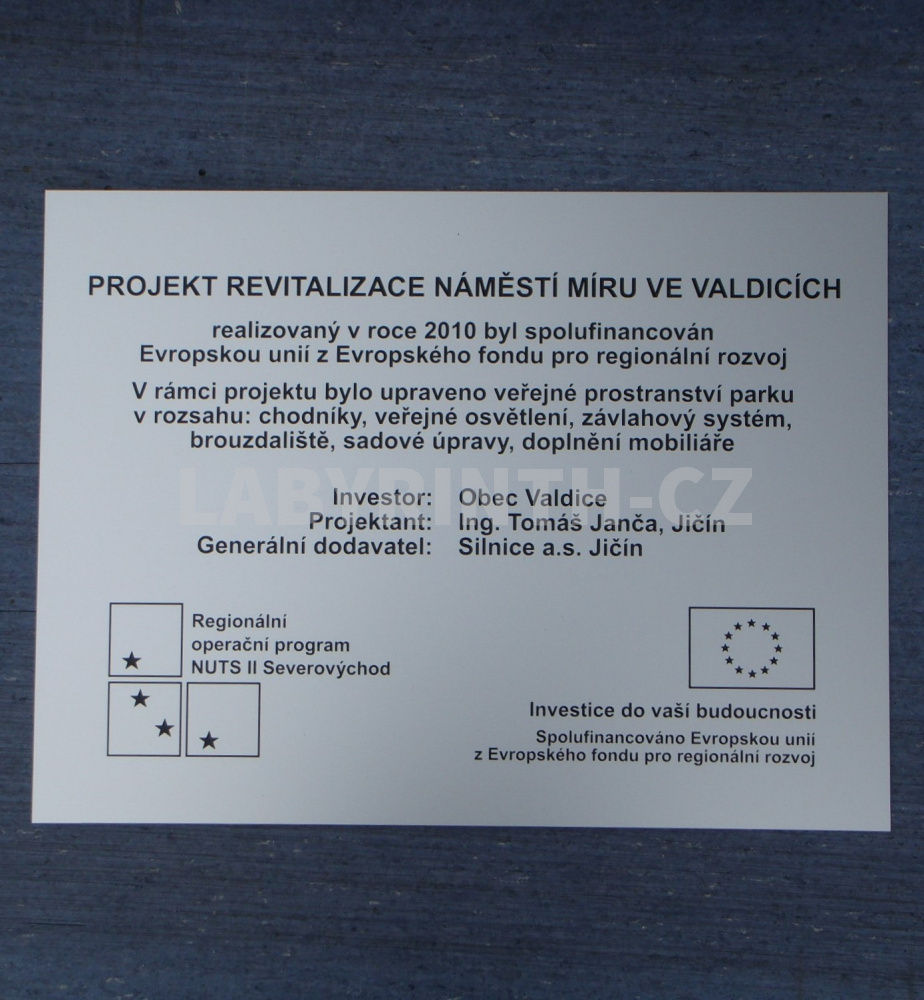 PROJEKT REVITALIZACE NÁMĚSTÍ MÍRU VE VALDICÍCH
realizovaný v roce 2010 byl spolufinancován
Evropskou unií z Evropského fondu pro regionální rozvoj
V rámci projektu bylo upraveno veřejné prostranství parku
v rozsahu: chodníky, veřejné osvětlení, závlahový systém,
brouzdaliště, sadové úpravy, doplnění mobiliáře
LABYRINTH-CZ
Investor: Obec Valdice
Projektant: Ing. Tomáš Janča, Jičín
Generální dodavatel: Silnice a.s. Jičín
Regionální
operační program
NUTS II Severovýchod
Investice do vaší budoucnosti
Spolufinancováno Evropskou unií
z Evropského fondu pro regionální rozvoj